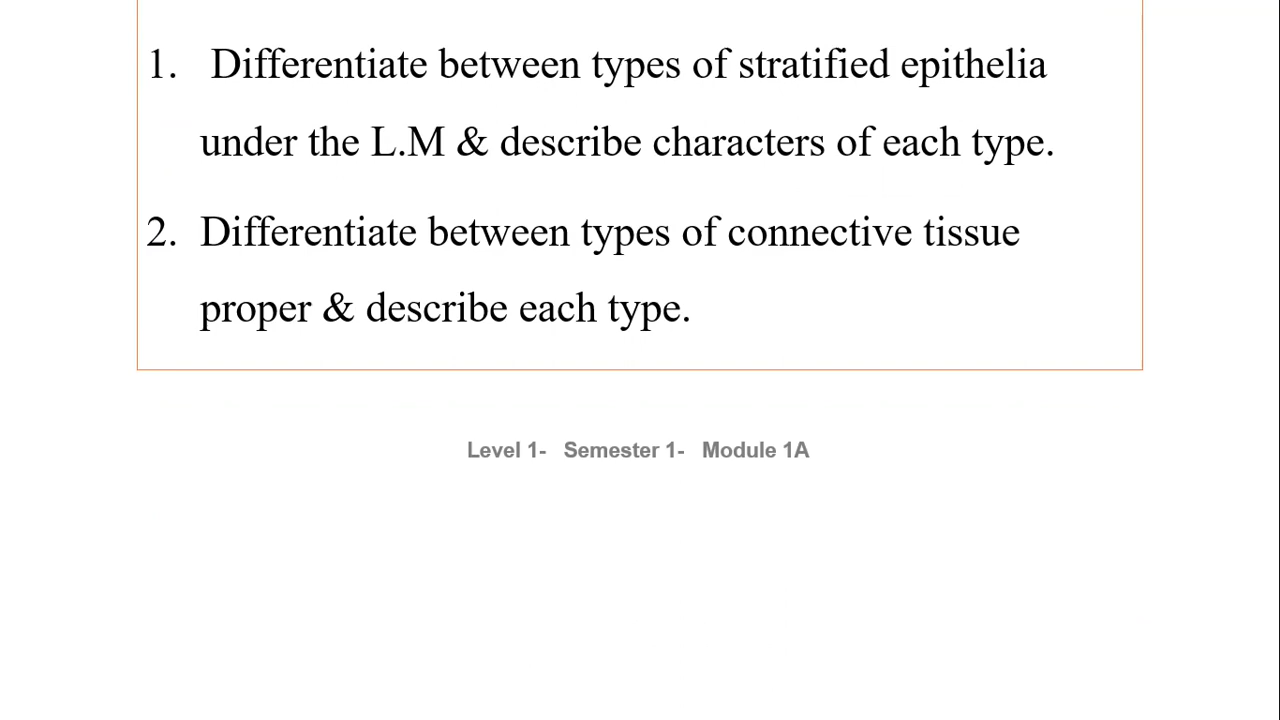 1. Differentiate between types of stratified epithelia
under the L.M & describe characters of each type.
2. Differentiate between types of connective tissue
proper & describe each type.
Level 1- Semester 1- Module 1A